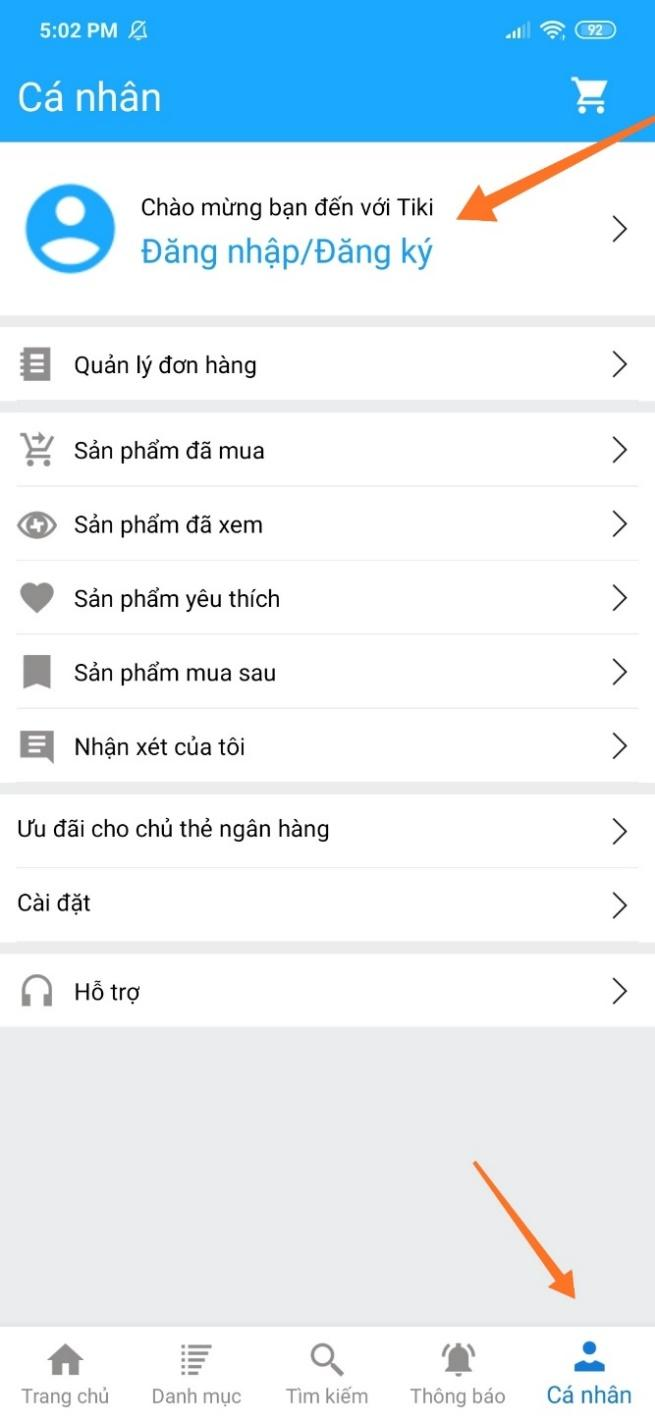 5:02 PM
92
Cá nhân
Chào mừng bạn đến với Tiki
Đăng nhập/Đăng ký
Quản lý đơn hàng
Sản phẩm đã mua
Sản phẩm đã xem
Sản phẩm yêu thích
Sản phẩm mua sau
Nhận xét của tôi
Ưu đãi cho chủ thẻ ngân hàng
Cài đặt
Hỗ trợ
Trang chủ
Danh mục
Tìm kiếm
Thông báo
Cá nhân